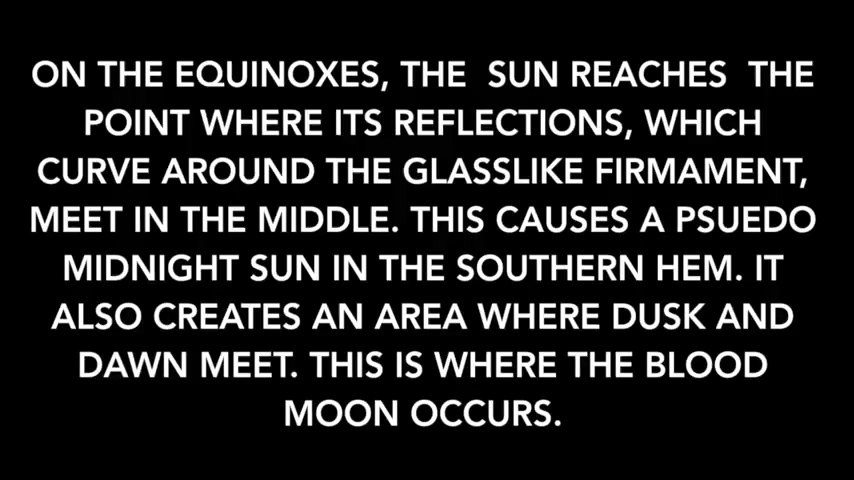 ON THE EQUINOXES, THE SUN REACHES THE
POINT WHERE ITS REFLECTIONS, WHICH
CURVE AROUND THE GLASSLIKE FIRMAMENT,
MEET IN THE MIDDLE. THIS CAUSES A PSUEDO
MIDNIGHT SUN IN THE SOUTHERN HEM. IT
ALSO CREATES AN AREA WHERE DUSK AND
DAWN MEET. THIS IS WHERE THE BLOOD
MOON OCCURS.